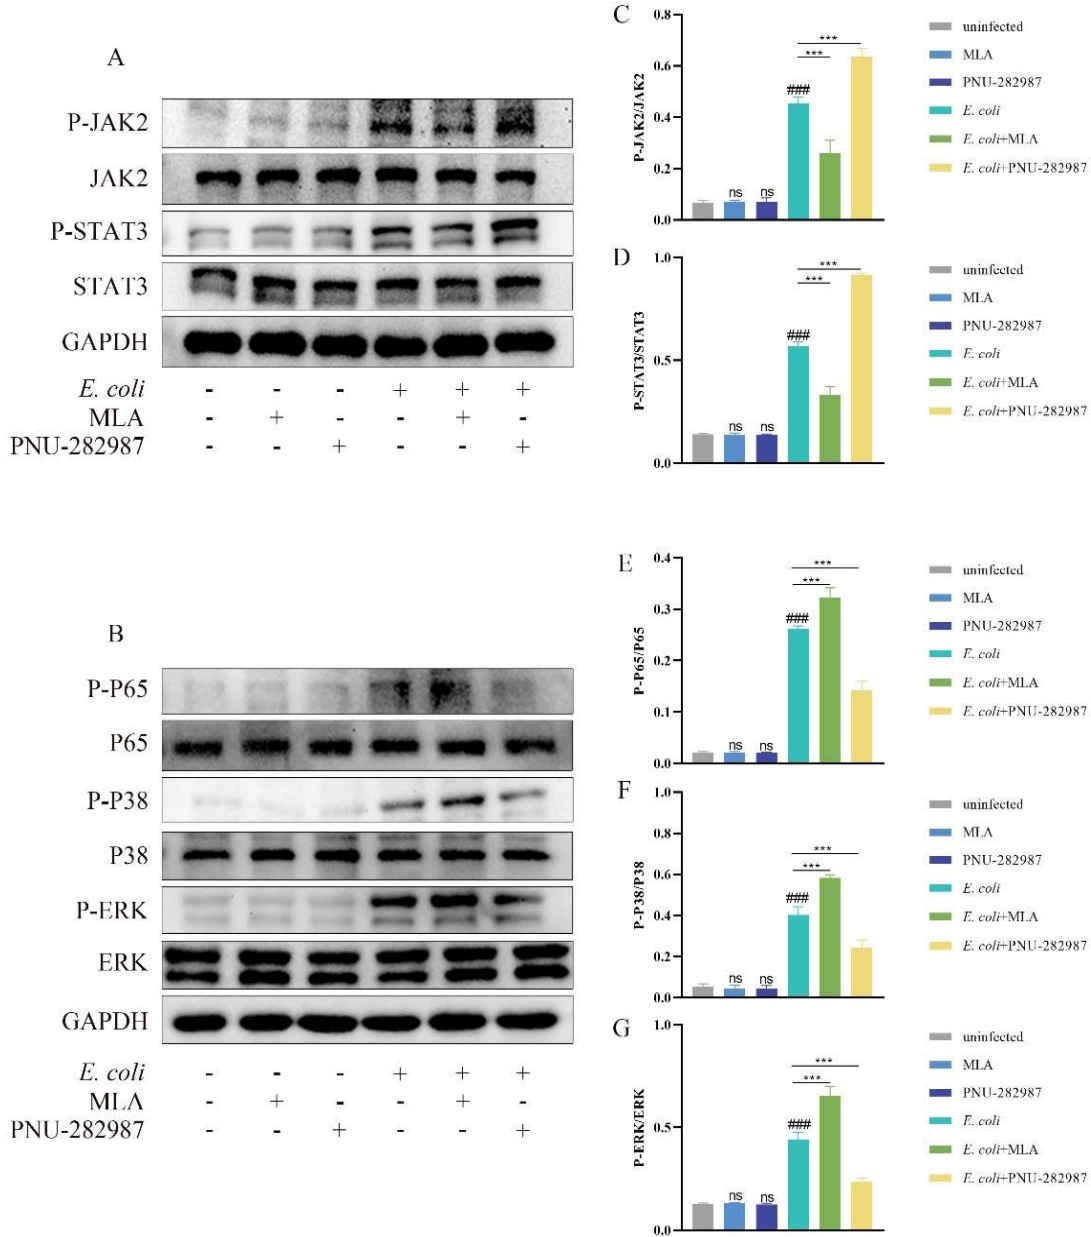 A
P-JAK2
JAK2
P-STAT3
STAT3
GAPDH
E. coli - - - + + +
MLA - + - - + -
PNU-282987 - - + - - +
B
P-P65
P65
P-P38
P38
P-ERK
ERK
GAPDH
E. coli - - - + + +
MLA - + - - + -
PNU-282987 - - + - - +
C
P-JAK2/JAK2
0.8
0.6
0.4
0.2
0.0
ns ns ###
***
***
uninfected
MLA
PNU-282987
E. coli
E. coli+MLA
E. coli+PNU-282987
D
P-STAT3/STAT3
1.0
0.5
0.0
ns ns ###
***
***
uninfected
MLA
PNU-282987
E. coli
E. coli+MLA
E. coli+PNU-282987
E
P-P65/P65
0.4
0.3
0.2
0.1
0.0
ns ns ###
***
***
uninfected
MLA
PNU-282987
E. coli
E. coli+MLA
E. coli+PNU-282987
F
P-P38/P38
1.0
0.8
0.6
0.4
0.2
0.0
ns ns ###
***
***
uninfected
MLA
PNU-282987
E. coli
E. coli+MLA
E. coli+PNU-282987
G
P-ERK/ERK
1.0
0.5
0.0
ns ns ###
***
***
uninfected
MLA
PNU-282987
E. coli
E. coli+MLA
E. coli+PNU-282987